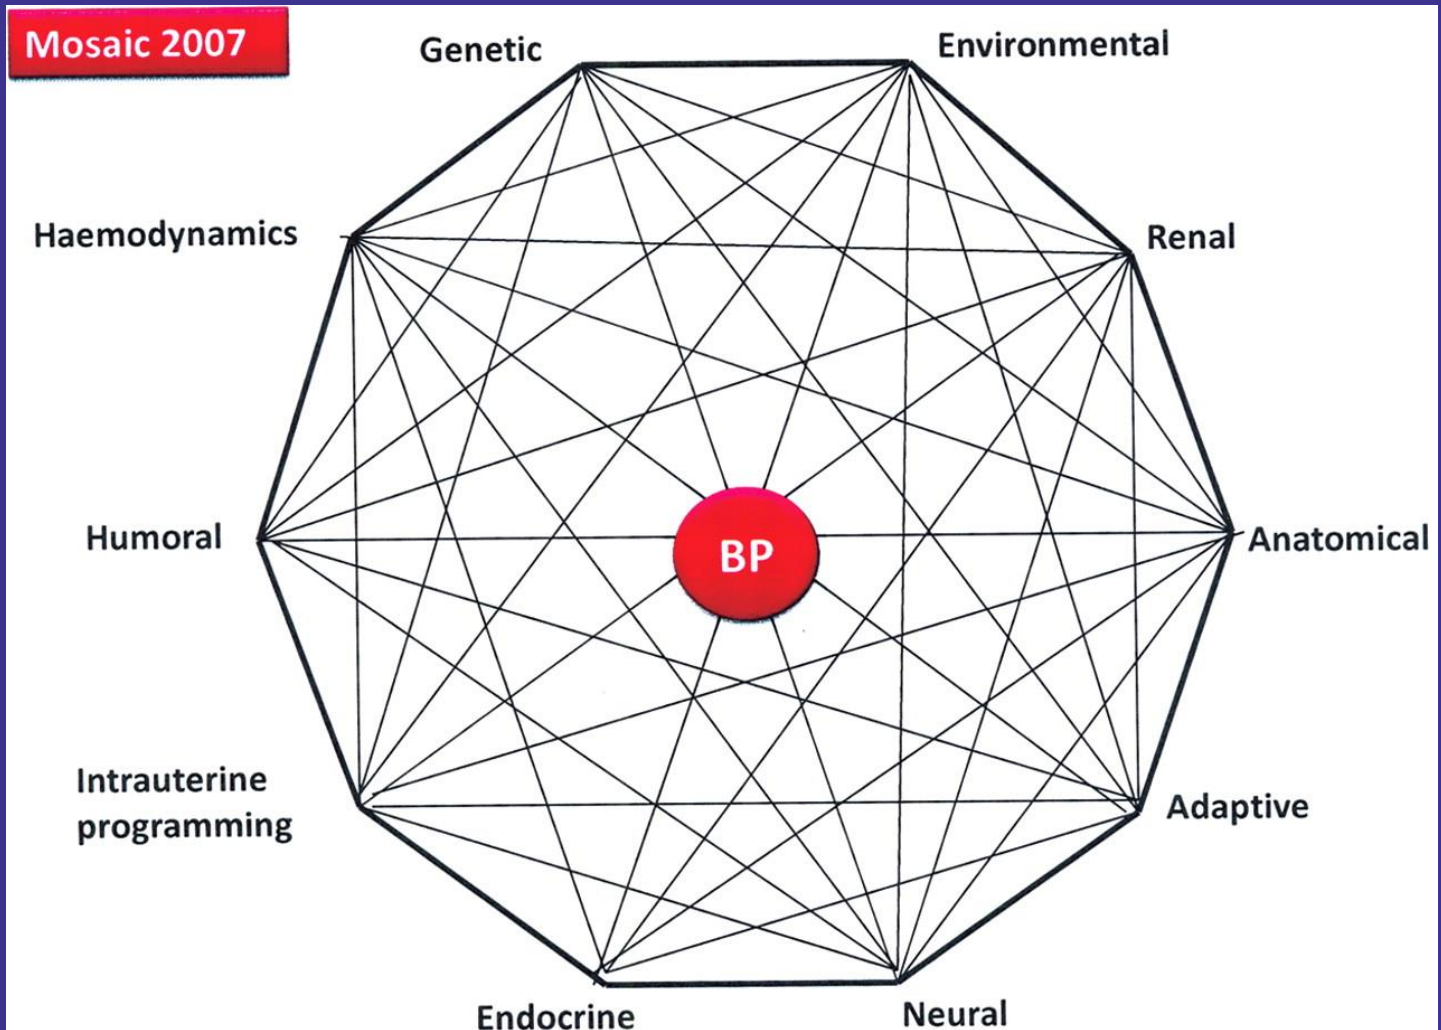 Mosaic 2007
Genetic
Environmental
Haemodynamics
Renal
Humoral
BP
Anatomical
Intrauterine
programming
Adaptive
Endocrine
Neural